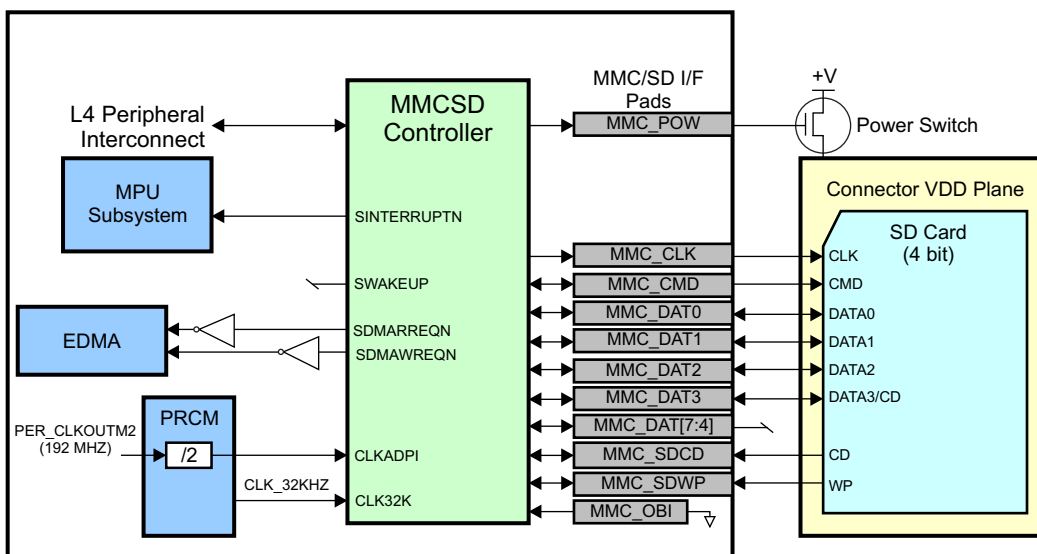 MMC/SD I/F
Pads
+V
MMCSD
Controller
L4 Peripheral
Interconnect
MMC_POW
Power Switch
MPU
Subsystem
Connector VDD Plane
SINTERRUPTN
SD Card
(4 bit)
MMC_CLK
CLK
SWAKEUP
MMC_CMD
CMD
MMC_DAT0
DATA0
EDMA
SDMARREQN
MMC_DAT1
DATA1
SDMAWREQN
MMC_DAT2
DATA2
MMC_DAT3
DATA3/CD
PRCM
MMC_DAT[7:4]
PER_CLKOUTM2
(192 MHZ)
/2
CLKADPI
MMC_SDCD
CD
CLK_32KHZ
MMC_SDWP
WP
CLK32K
MMC_OBI